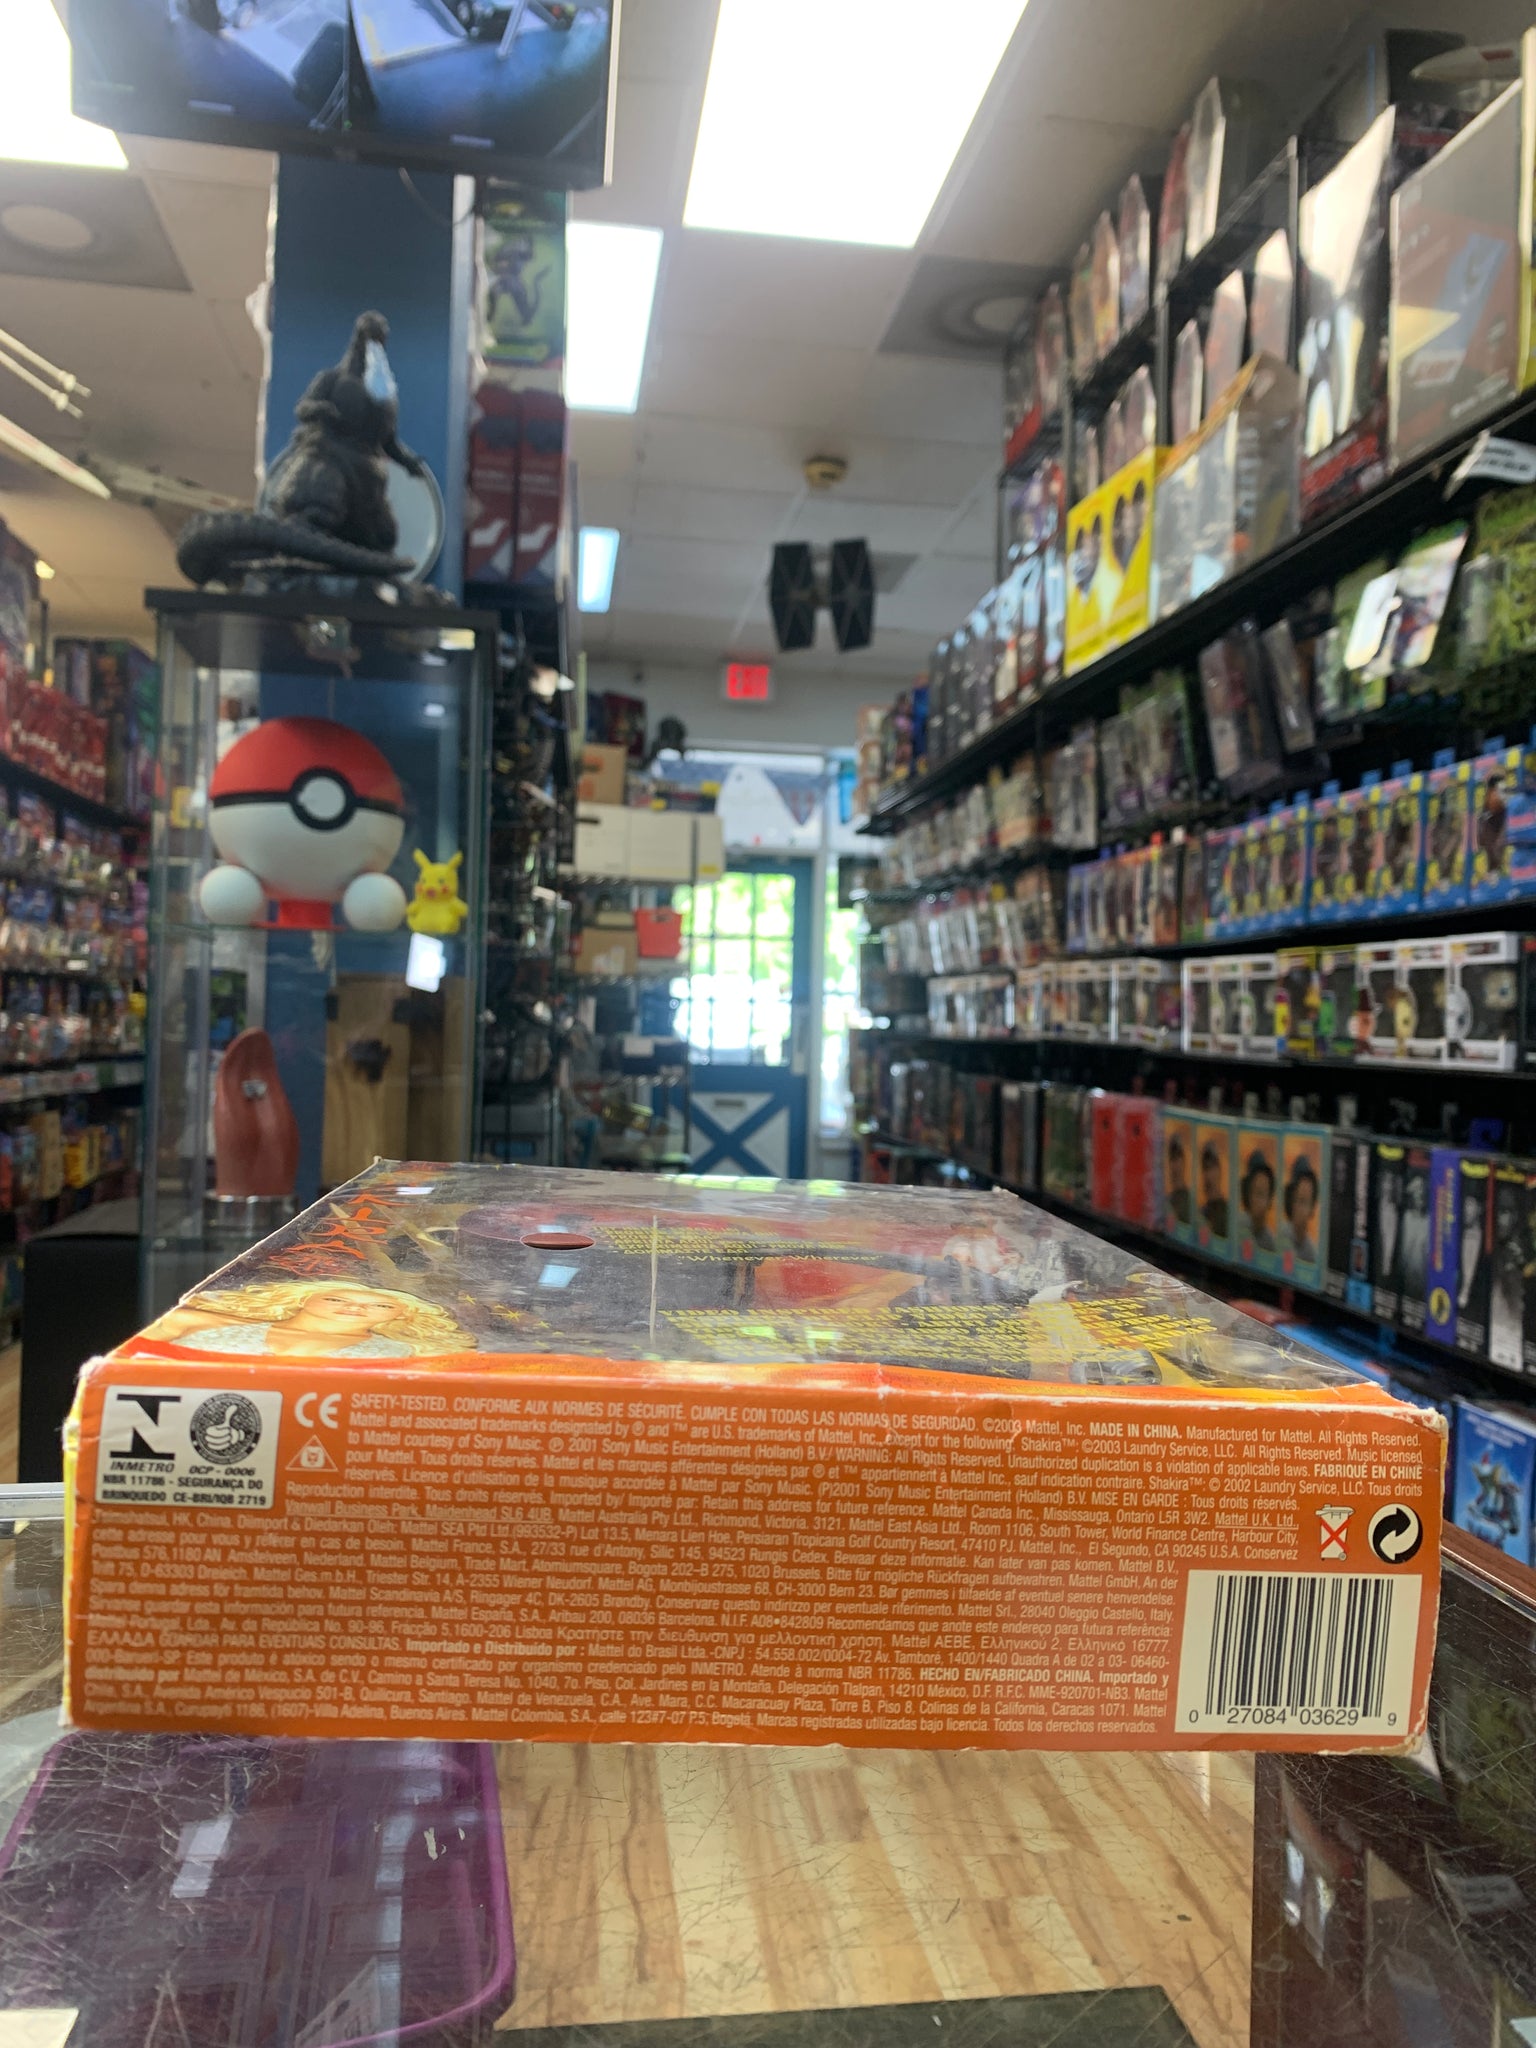 EXIT
Whenever, Wherever
INMETRO OCP - 0006
NBR 11786 - SEGURANÇA DO
BRINQUEDO CE-BRI/IQB 2719
CE
SAFETY-TESTED. CONFORME AUX NORMES DE SÉCURITÉ. CUMPLE CON TODAS LAS NORMAS DE SEGURIDAD. ©2003 Mattel, Inc. MADE IN CHINA. Manufactured for Mattel. All Rights Reserved.
Mattel and associated trademarks designated by ® and ™ are U.S. trademarks of Mattel, Inc., except for the following: Shakira™: ©2003 Laundry Service, LLC. All Rights Reserved. Music licensed
to Mattel courtesy of Sony Music. ℗ 2001 Sony Music Entertainment (Holland) B.V./ WARNING: All Rights Reserved. Unauthorized duplication is a violation of applicable laws. FABRIQUÉ EN CHINE
pour Mattel. Tous droits réservés. Mattel et les marques afférentes désignées par ® et ™ appartiennent à Mattel Inc., sauf indication contraire. Shakira™: © 2002 Laundry Service, LLC. Tous droits
réservés. Licence d'utilisation de la musique accordée à Mattel par Sony Music. (P)2001 Sony Music Entertainment (Holland) B.V. MISE EN GARDE : Tous droits réservés.
Reproduction interdite. Tous droits réservés. Imported by/ Importé par: Retain this address for future reference. Mattel Canada Inc., Mississauga, Ontario L5R 3W2. Mattel U.K. Ltd.,
Vanwall Business Park, Maidenhead SL6 4UB. Mattel Australia Pty Ltd., Richmond, Victoria. 3121. Mattel East Asia Ltd., Room 1106, South Tower, World Finance Centre, Harbour City,
Tsimshatsui, HK, China. Diimport & Diedarkan Oleh: Mattel SEA Ptd Ltd.(993532-P) Lot 13.5, Menara Lien Hoe, Persiaran Tropicana Golf Country Resort, 47410 PJ. Mattel, Inc., El Segundo, CA 90245 U.S.A. Conservez
cette adresse pour vous y référer en cas de besoin. Mattel France, S.A., 27/33 rue d'Antony, Silic 145, 94523 Rungis Cedex. Bewaar deze informatie. Kan later van pas komen. Mattel B.V.,
Postbus 576, 1180 AN Amstelveen, Nederland. Mattel Belgium, Trade Mart, Atomiumsquare, Bogota 202-B 275, 1020 Brussels. Bitte für mögliche Rückfragen aufbewahren. Mattel GmbH, An der
Trift 75, D-63303 Dreieich. Mattel Ges.m.b.H., Triester Str. 14, A-2355 Wiener Neudorf. Mattel AG, Monbijoustrasse 68, CH-3000 Bern 23. Bør gemmes i tilfælde af eventuel senere henvendelse.
Spara denna adress för framtida behov. Mattel Scandinavia A/S, Ringager 4C, DK-2605 Brøndby. Conservare questo indirizzo per eventuale riferimento. Mattel Srl., 28040 Oleggio Castello, Italy.
Sírvase guardar esta información para futura referencia. Mattel España, S.A., Aribau 200, 08036 Barcelona. N.I.F. A08•842809 Recomendamos que anote este endereço para futura referência:
Mattel Portugal, Lda., Av. da República No. 90-96, Fracção 5, 1600-206 Lisboa Κρατήστε την διεύθυνση για μελλοντική χρήση. Mattel AEBE, Ελληνικού 2, Ελληνικό 16777.
ΕΛΛΑΔΑ GUARDAR PARA EVENTUAIS CONSULTAS. Importado e Distribuido por : Mattel do Brasil Ltda.-CNPJ : 54.558.002/0004-72 Av. Tamboré, 1400/1440 Quadra A de 02 a 03- 06460-
000-Barueri-SP Este produto é atóxico sendo o mesmo certificado por organismo credenciado pelo INMETRO. Atende à norma NBR 11786. HECHO EN/FABRICADO CHINA. Importado y
distribuido por Mattel de México, S.A. de C.V., Camino a Santa Teresa No. 1040, 7o. Piso, Col. Jardines en la Montaña, Delegación Tlalpan, 14210 México, D.F. R.F.C. MME-920701-NB3. Mattel
Chile, S.A., Avenida Américo Vespucio 501-B, Quilicura, Santiago. Mattel de Venezuela, C.A., Ave. Mara, C.C. Macaracuay Plaza, Torre B, Piso 8, Colinas de la California, Caracas 1071. Mattel
Argentina S.A., Curupaytí 1186, (1607)-Villa Adelina, Buenos Aires. Mattel Colombia, S.A., calle 123#7-07 P.5, Bogotá. Marcas registradas utilizadas bajo licencia. Todos los derechos reservados.
0 27084 03629 9